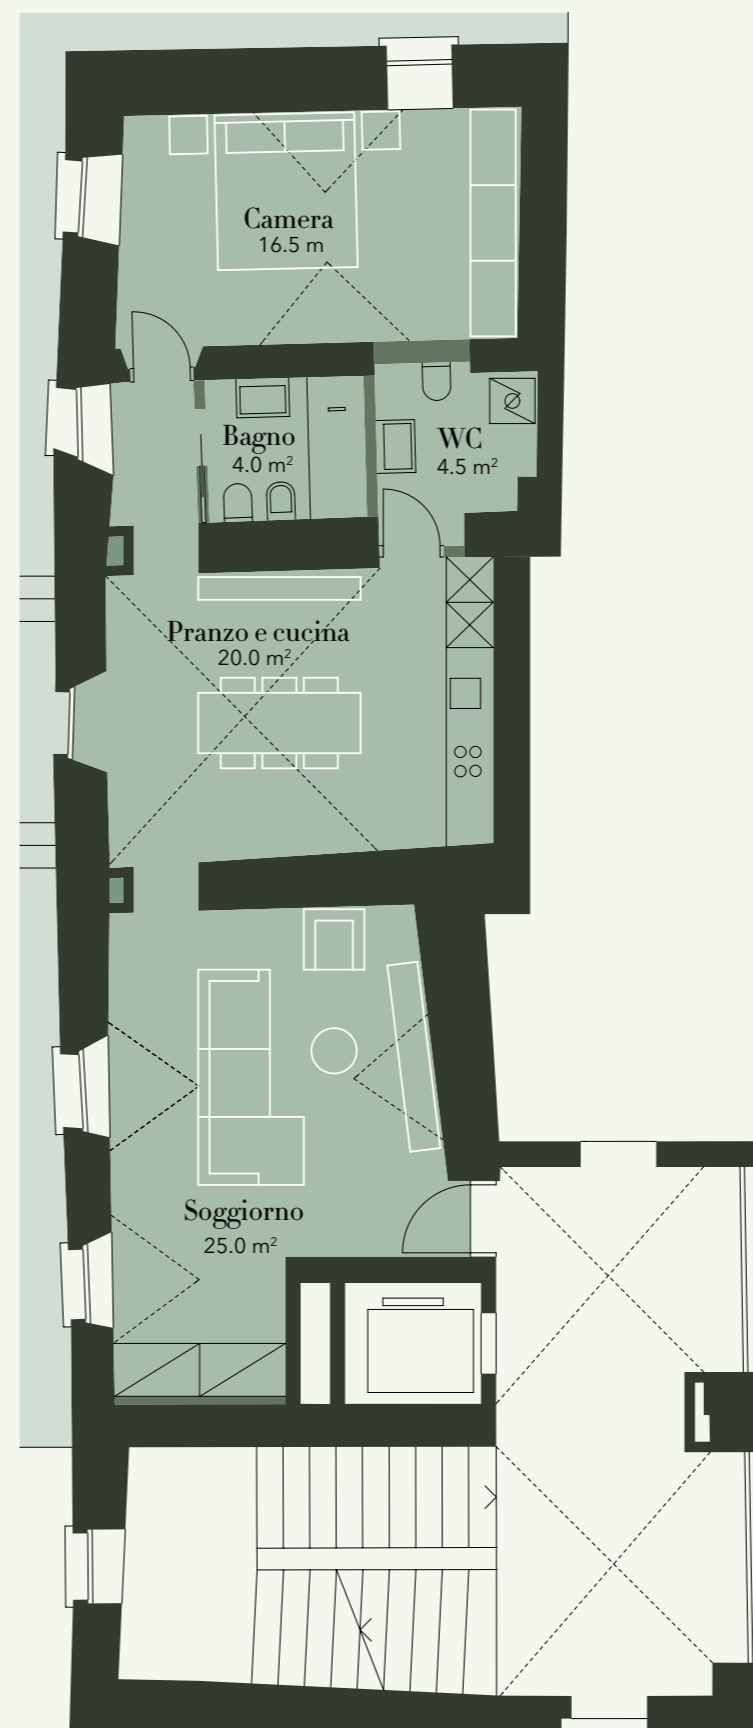 Camera
16.5 m
Bagno
4.0 m²
WC
4.5 m²
Pranzo e cucina
20.0 m²
Soggiorno
25.0 m²